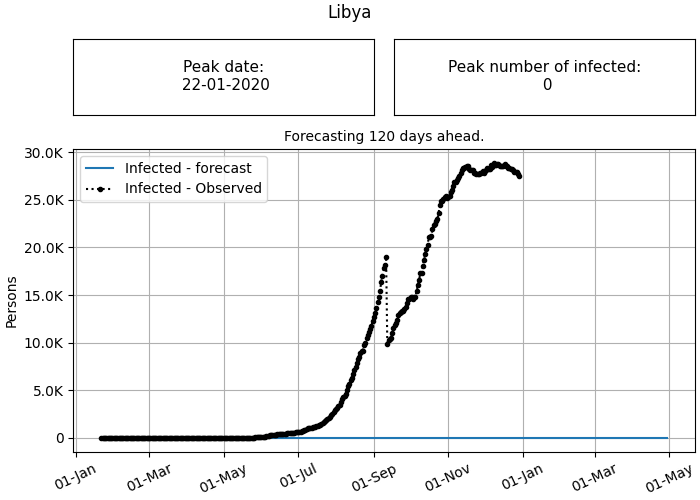 Libya
Peak date:
22-01-2020
Peak number of infected:
0
Forecasting 120 days ahead.
Infected - forecast
Infected - Observed
30.0K
25.0K
20.0K
15.0K
10.0K
5.0K
0
Persons
01-Jan
01-Mar
01-May
01-Jul
01-Sep
01-Nov
01-Jan
01-Mar
01-May